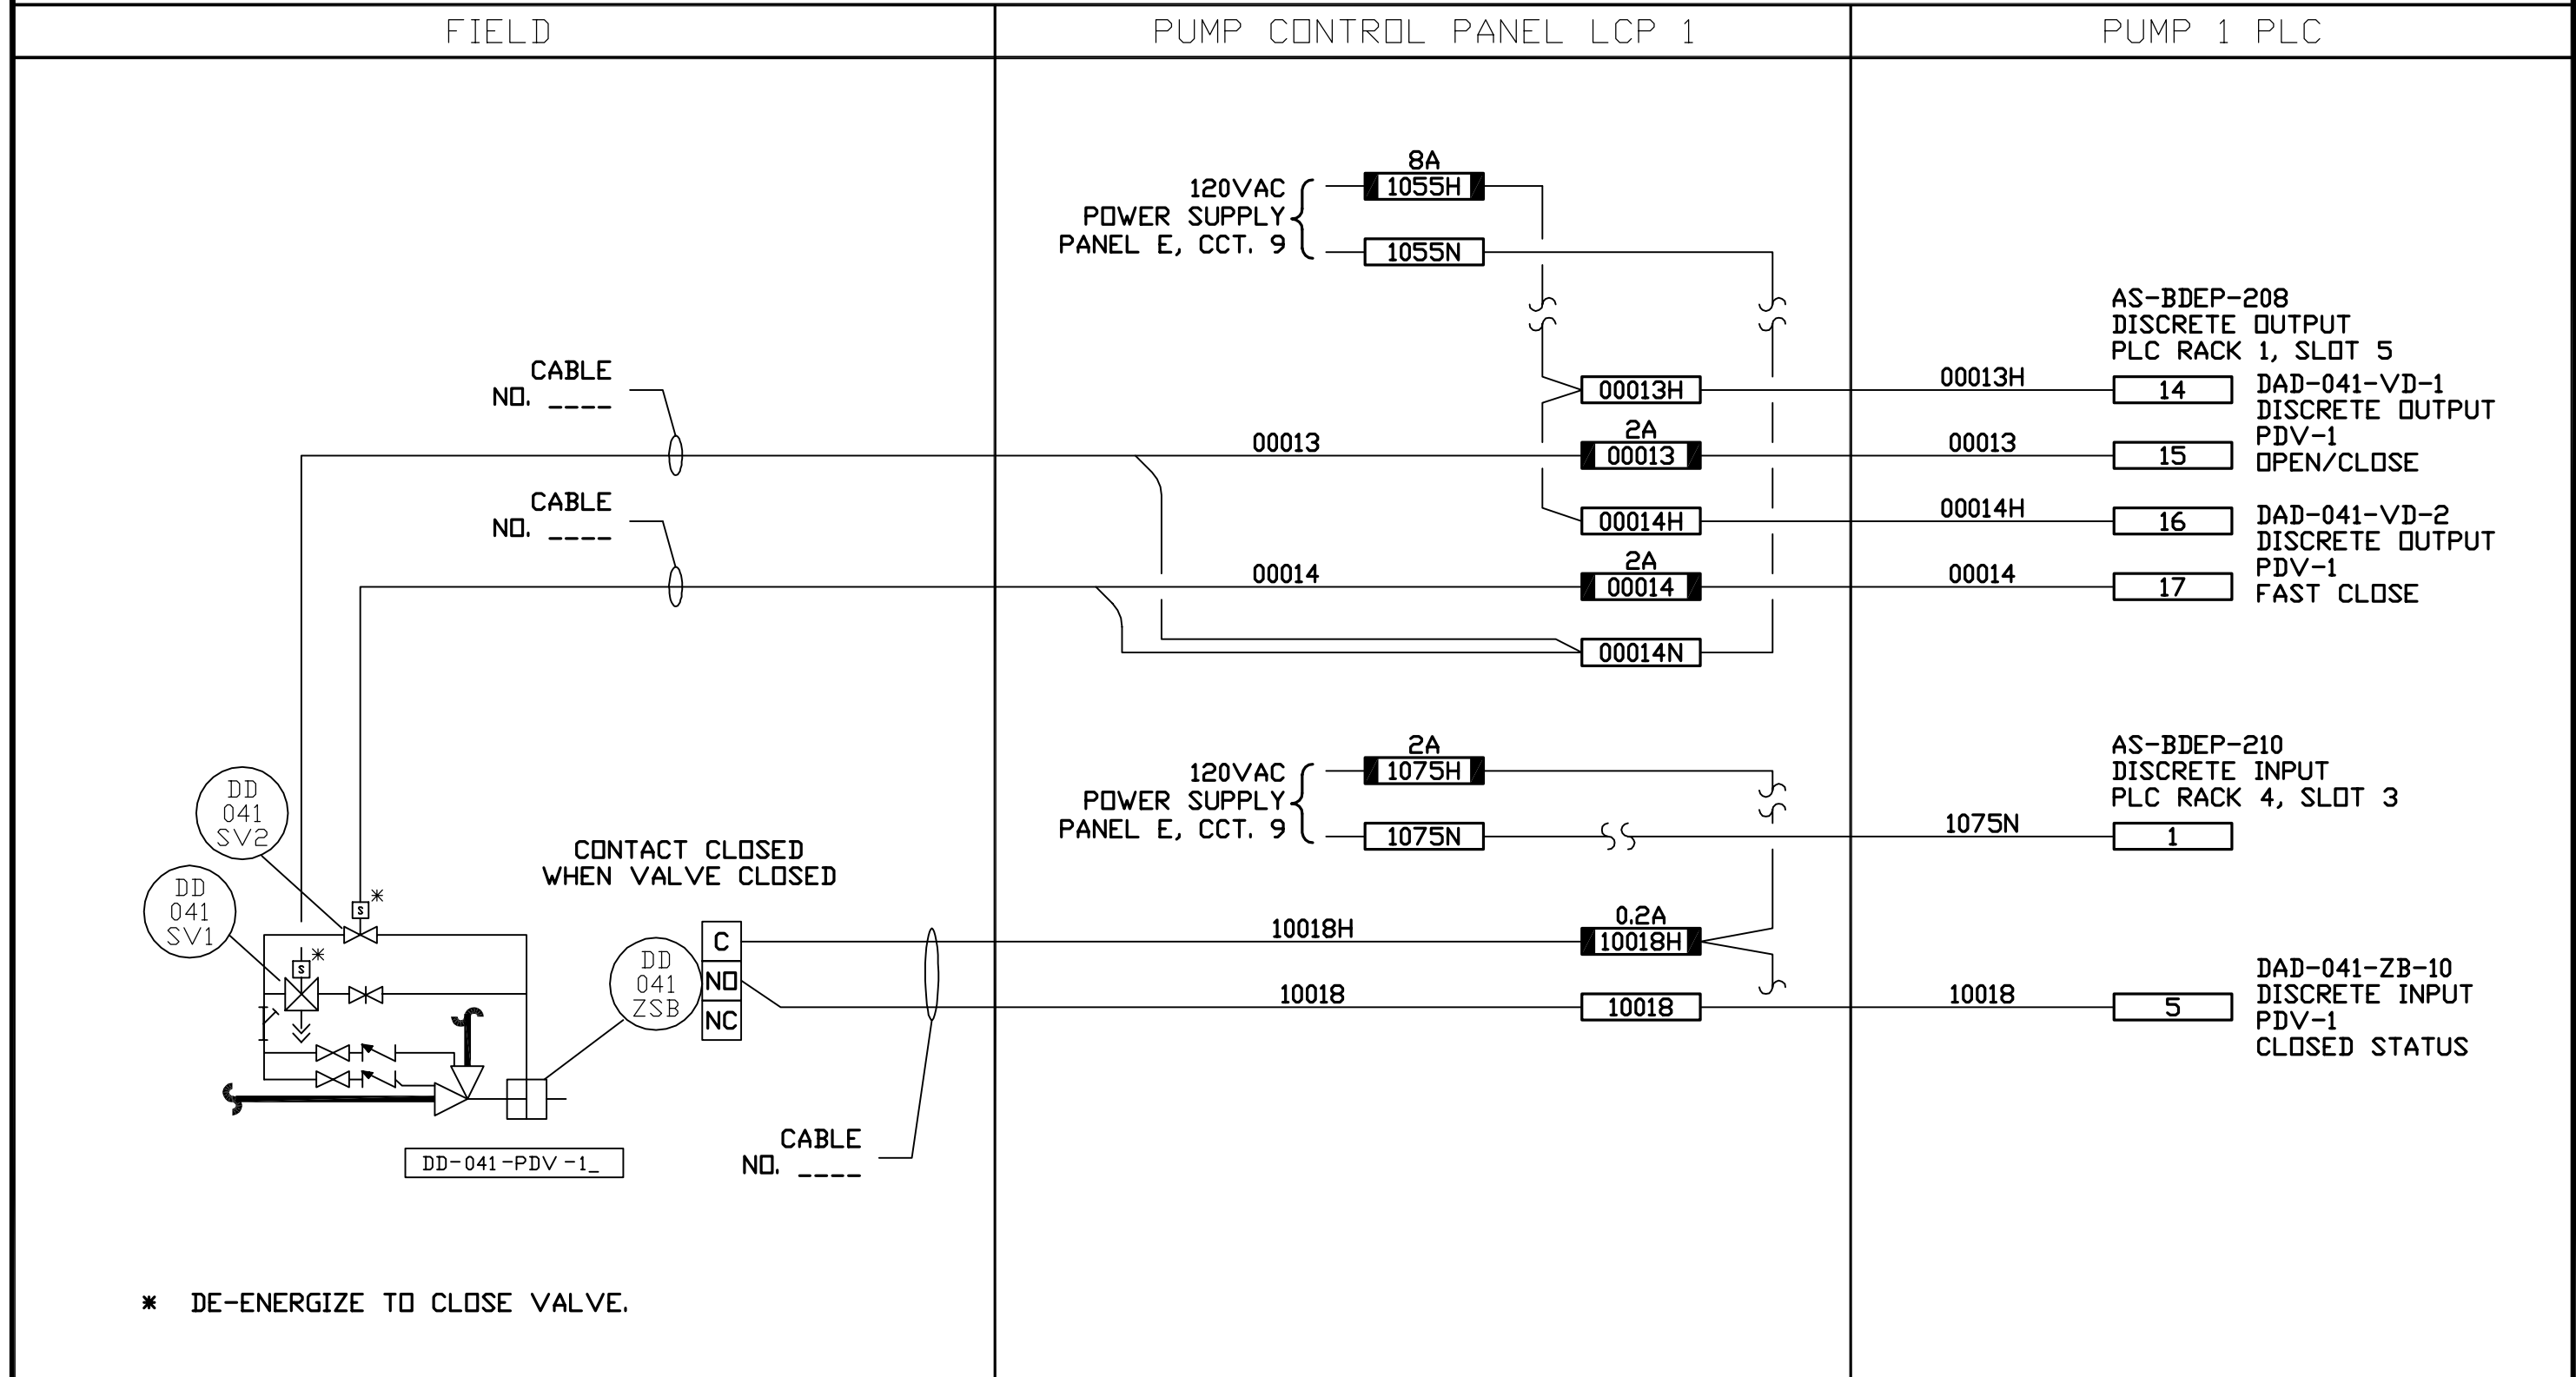 FIELD
PUMP CONTROL PANEL LCP 1
PUMP 1 PLC
8A
120VAC
POWER SUPPLY
PANEL E, CCT. 9
1055H
1055N
AS-BDEP-208
DISCRETE OUTPUT
PLC RACK 1, SLOT 5
CABLE
NO. ____
00013H
00013H
14
DAD-041-VD-1
DISCRETE OUTPUT
PDV-1
OPEN/CLOSE
00013
2A
00013
00013
15
CABLE
NO. ____
00014H
00014H
16
DAD-041-VD-2
DISCRETE OUTPUT
PDV-1
FAST CLOSE
00014
2A
00014
00014
17
00014N
2A
120VAC
POWER SUPPLY
PANEL E, CCT. 9
1075H
1075N
AS-BDEP-210
DISCRETE INPUT
PLC RACK 4, SLOT 3
1075N
1
DD
041
SV2
DD
041
SV1
CONTACT CLOSED
WHEN VALVE CLOSED
S
*
S
*
DD
041
ZSB
C
NO
NC
10018H
0.2A
10018H
10018
10018
10018
5
DAD-041-ZB-10
DISCRETE INPUT
PDV-1
CLOSED STATUS
CABLE
NO. ____
DD-041-PDV-1_
* DE-ENERGIZE TO CLOSE VALVE.